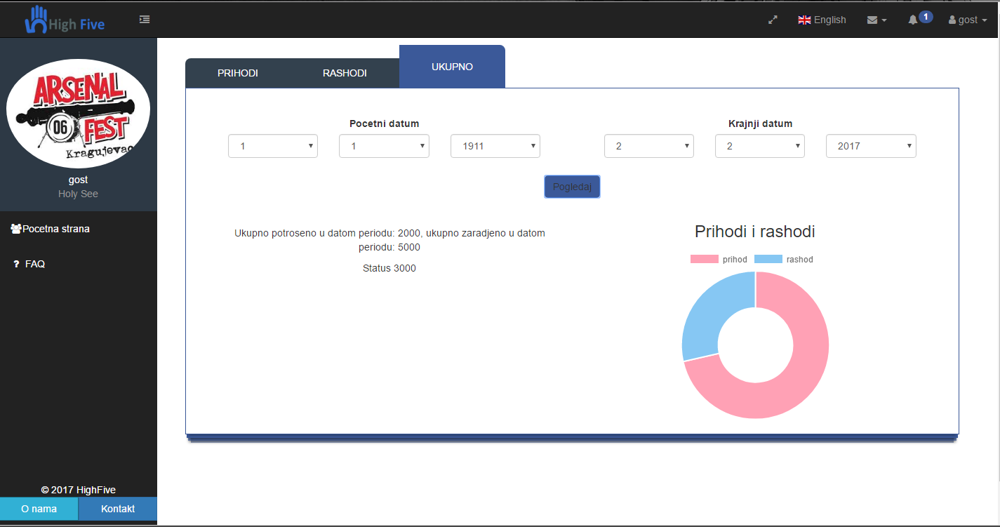 High Five
English
1
gost
ARSENAL
06 FEST
Kragujevac
gost
Holy See
Pocetna strana
? FAQ
© 2017 HighFive
O nama Kontakt
PRIHODI RASHODI UKUPNO
Pocetni datum Krajnji datum
1 1 1911 2 2 2017
Pogledaj
Ukupno potroseno u datom periodu: 2000, ukupno zaradjeno u datom
periodu: 5000
Status 3000
Prihodi i rashodi
prihod rashod